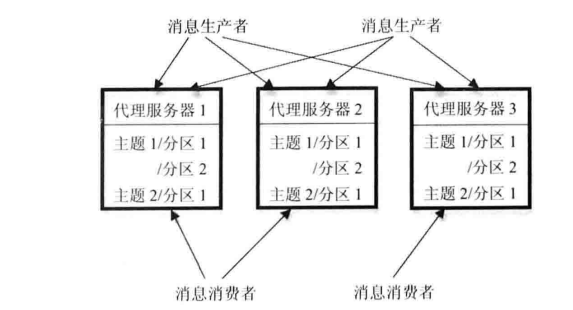 消息生产者 消息生产者
代理服务器 1
主题 1/分区 1
/分区 2
主题 2/分区 1
代理服务器 2
主题 1/分区 1
/分区 2
主题 2/分区 1
代理服务器 3
主题 1/分区 1
/分区 2
主题 2/分区 1
消息消费者 消息消费者